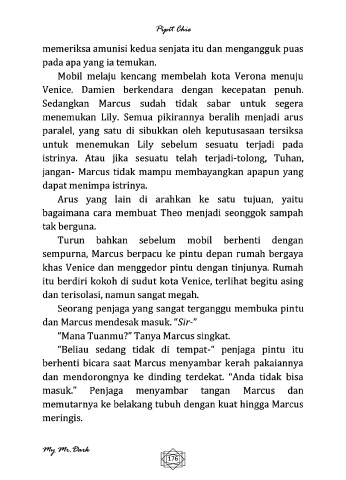 Pipit Chie
memeriksa amunisi kedua senjata itu dan mengangguk puas
pada apa yang ia temukan.
Mobil melaju kencang membelah kota Verona menuju
Venice. Damien berkendara dengan kecepatan penuh.
Sedangkan Marcus sudah tidak sabar untuk segera
menemukan Lily. Semua pikirannya beralih menjadi arus
paralel, yang satu di sibukkan oleh keputusasaan tersiksa
untuk menemukan Lily sebelum sesuatu terjadi pada
istrinya. Atau jika sesuatu telah terjadi-tolong, Tuhan,
jangan- Marcus tidak mampu membayangkan apapun yang
dapat menimpa istrinya.
Arus yang lain di arahkan ke satu tujuan, yaitu
bagaimana cara membuat Theo menjadi seonggok sampah
tak berguna.
Turun bahkan sebelum mobil berhenti dengan
sempurna, Marcus berpacu ke pintu depan rumah bergaya
khas Venice dan menggedor pintu dengan tinjunya. Rumah
itu berdiri kokoh di sudut kota Venice, terlihat begitu asing
dan terisolasi, namun sangat megah.
Seorang penjaga yang sangat terganggu membuka pintu
dan Marcus mendesak masuk. “Sir-”
“Mana Tuanmu?” Tanya Marcus singkat.
“Beliau sedang tidak di tempat-“ penjaga pintu itu
berhenti bicara saat Marcus menyambar kerah pakaiannya
dan mendorongnya ke dinding terdekat. “Anda tidak bisa
masuk.” Penjaga menyambar tangan Marcus dan
memutarnya ke belakang tubuh dengan kuat hingga Marcus
meringis.
My Mr.Dark
176